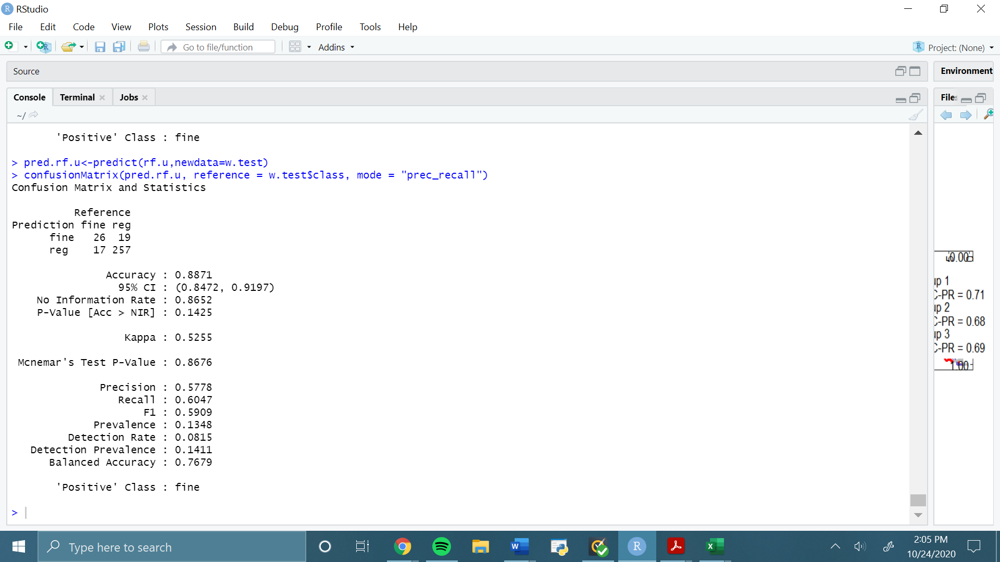 RStudio
File Edit Code View Plots Session Build Debug Profile Tools Help
Go to file/function Addins Project: (None)
Source
Environment
Console Terminal Jobs
Files
~/
'Positive' Class : fine
> pred.rf.u<-predict(rf.u,newdata=w.test)
> confusionMatrix(pred.rf.u, reference = w.test$class, mode = "prec_recall")
Confusion Matrix and Statistics
Reference
Prediction fine reg
fine 26 19
reg 17 257
Accuracy : 0.8871
95% CI : (0.8472, 0.9197)
No Information Rate : 0.8652
P-Value [Acc > NIR] : 0.1425
Kappa : 0.5255
Mcnemar's Test P-Value : 0.8676
Precision : 0.5778
Recall : 0.6047
F1 : 0.5909
Prevalence : 0.1348
Detection Rate : 0.0815
Detection Prevalence : 0.1411
Balanced Accuracy : 0.7679
'Positive' Class : fine
>
up 1
C-PR = 0.71
up 2
C-PR = 0.68
up 3
C-PR = 0.69
1.00
Type here to search
2:05 PM
10/24/2020